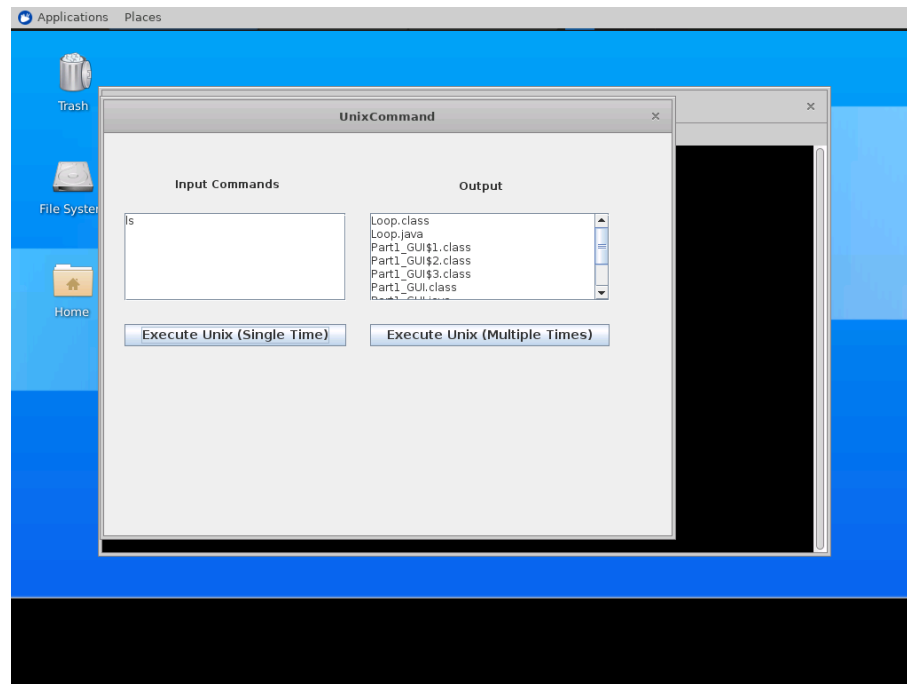 Applications Places
Trash
UnixCommand
Input Commands
Output
File Syster
ls
Loop.class
Loop.java
Part1_GUI$1.class
Part1_GUI$2.class
Part1_GUI$3.class
Part1_GUI.class
Home
Execute Unix (Single Time)
Execute Unix (Multiple Times)